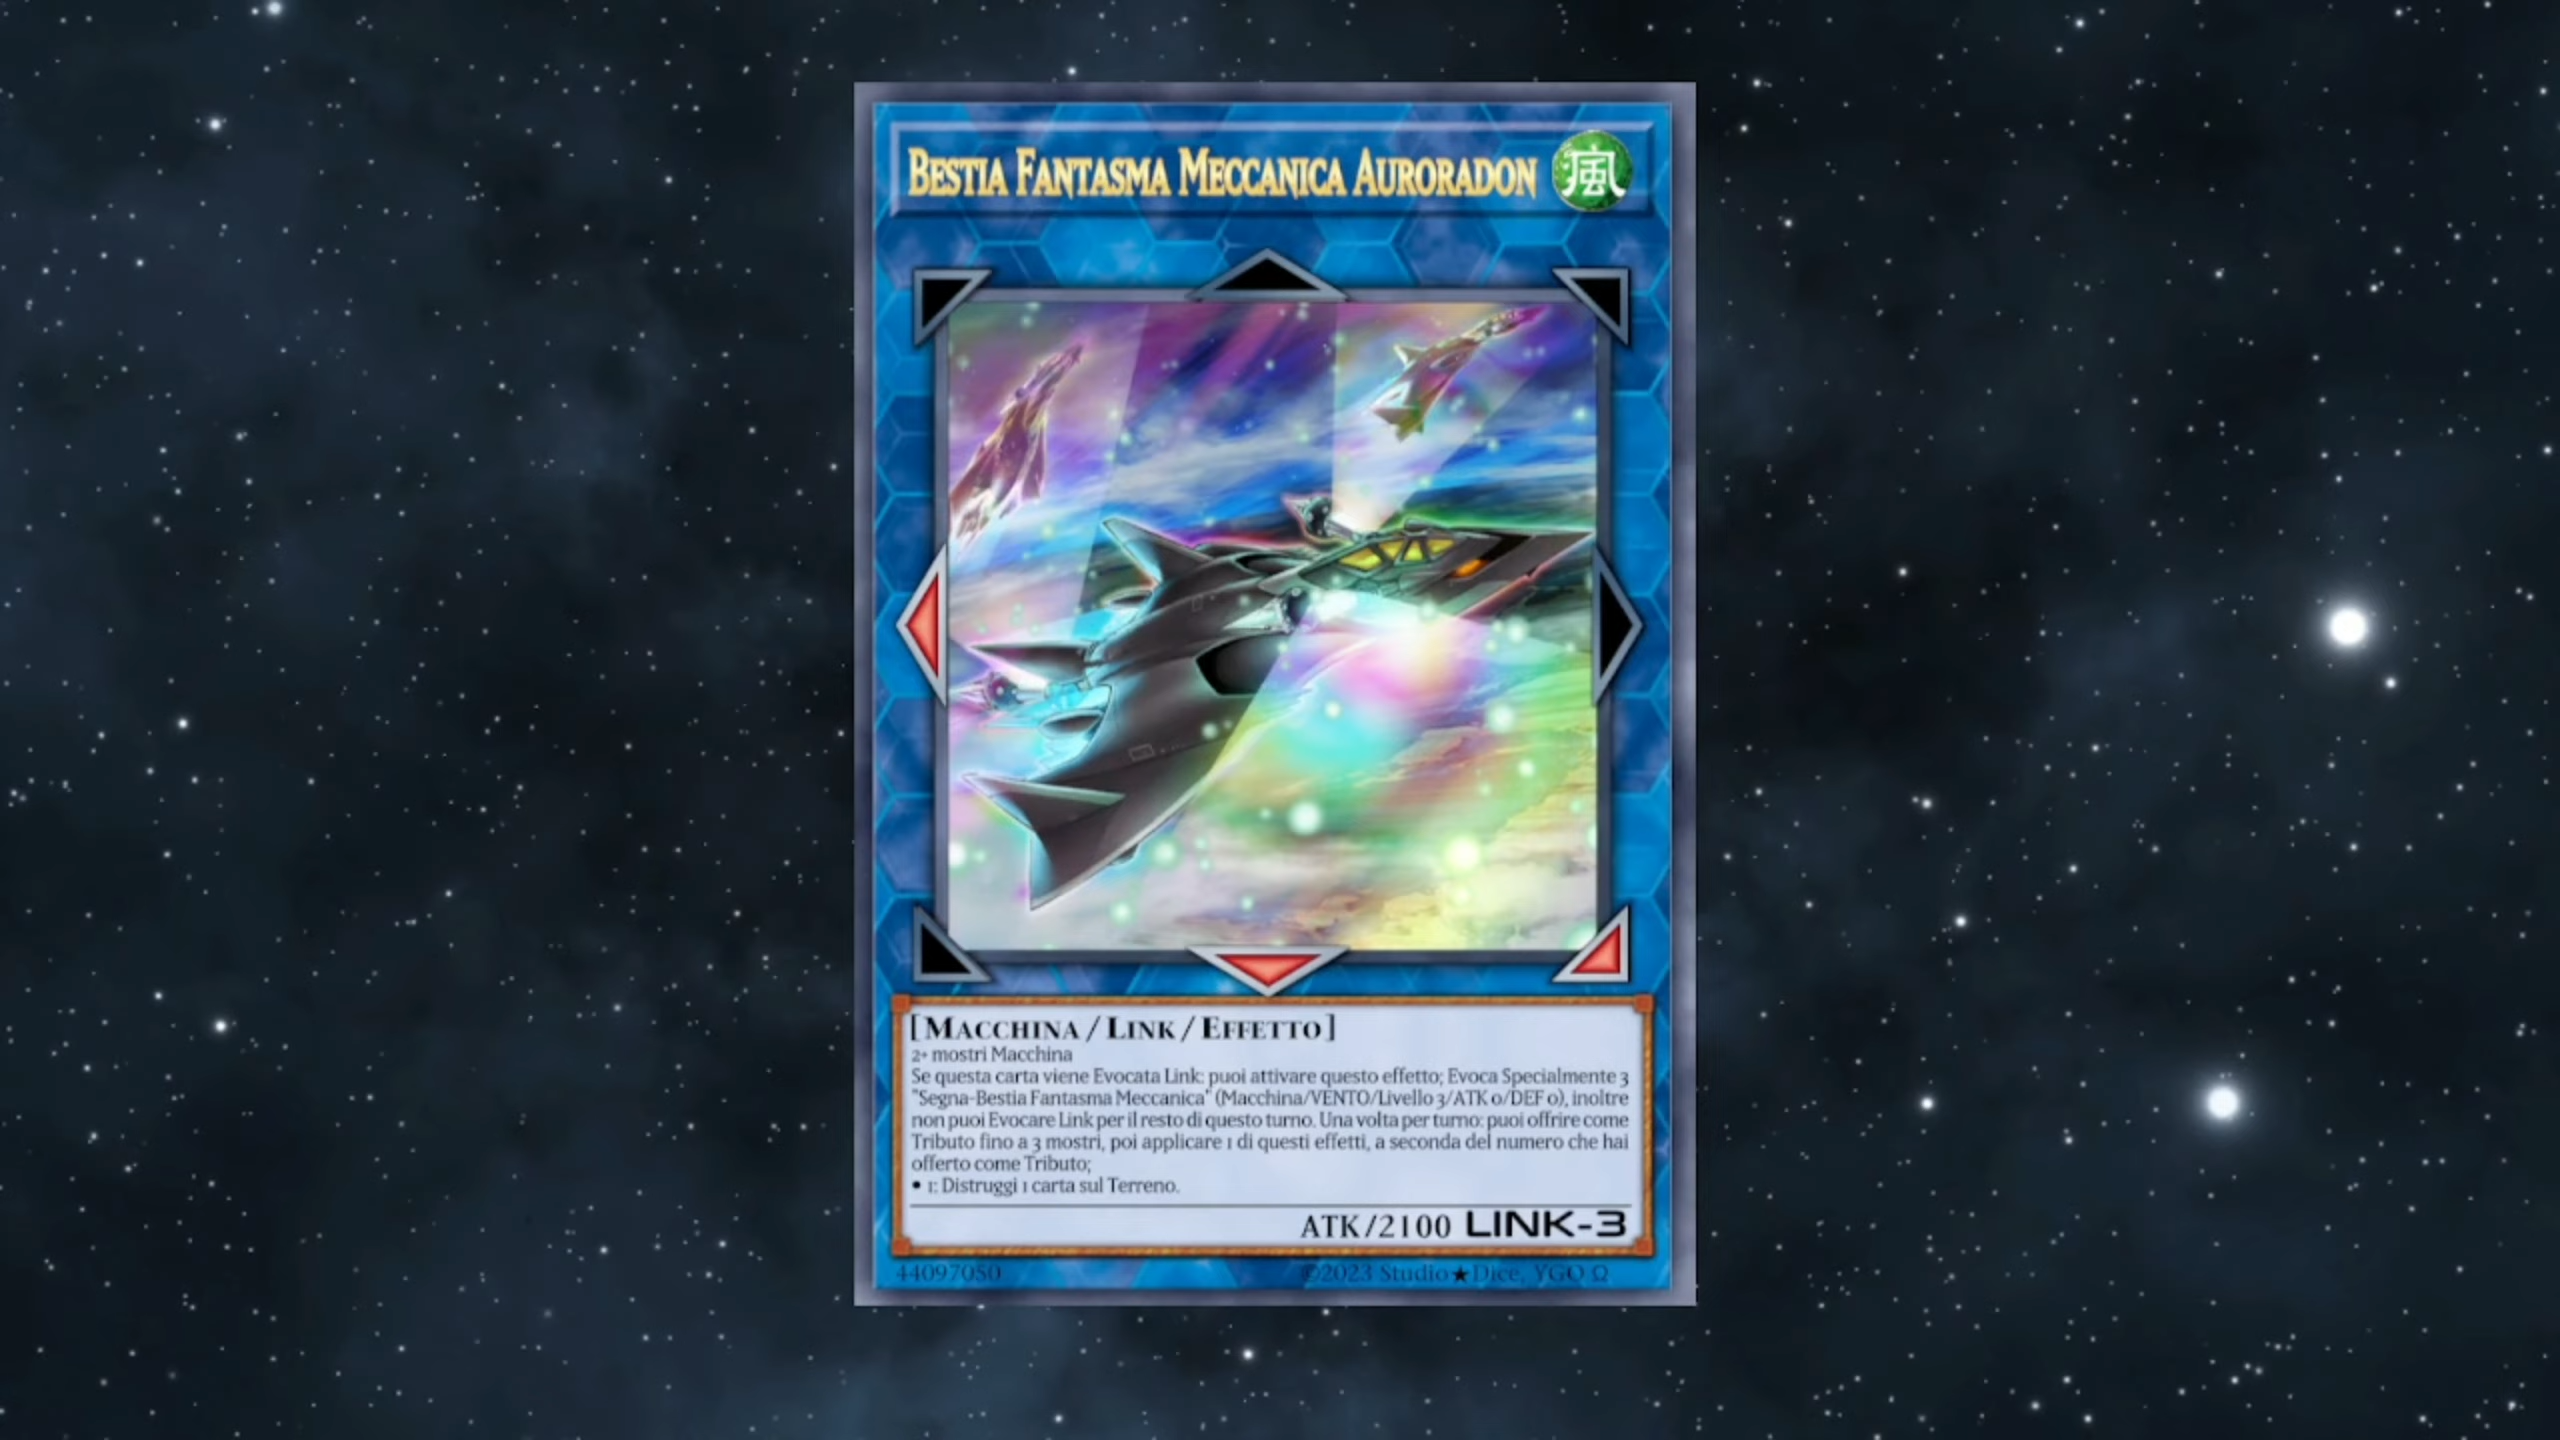 BESTIA FANTASMA MECCANICA AURORADON
風
[MACCHINA/LINK/EFFETTO]
2+ mostri Macchina
Se questa carta viene Evocata Link: puoi attivare questo effetto; Evoca Specialmente 3
"Segna-Bestia Fantasma Meccanica" (Macchina/VENTO/Livello 3/ATK 0/DEF 0), inoltre
non puoi Evocare Link per il resto di questo turno. Una volta per turno: puoi offrire come
Tributo fino a 3 mostri, poi applicare 1 di questi effetti, a seconda del numero che hai
offerto come Tributo;
• 1: Distruggi 1 carta sul Terreno.
ATK/2100 LINK-3
44097050 ©2023 Studio★Dice, YGO Ω